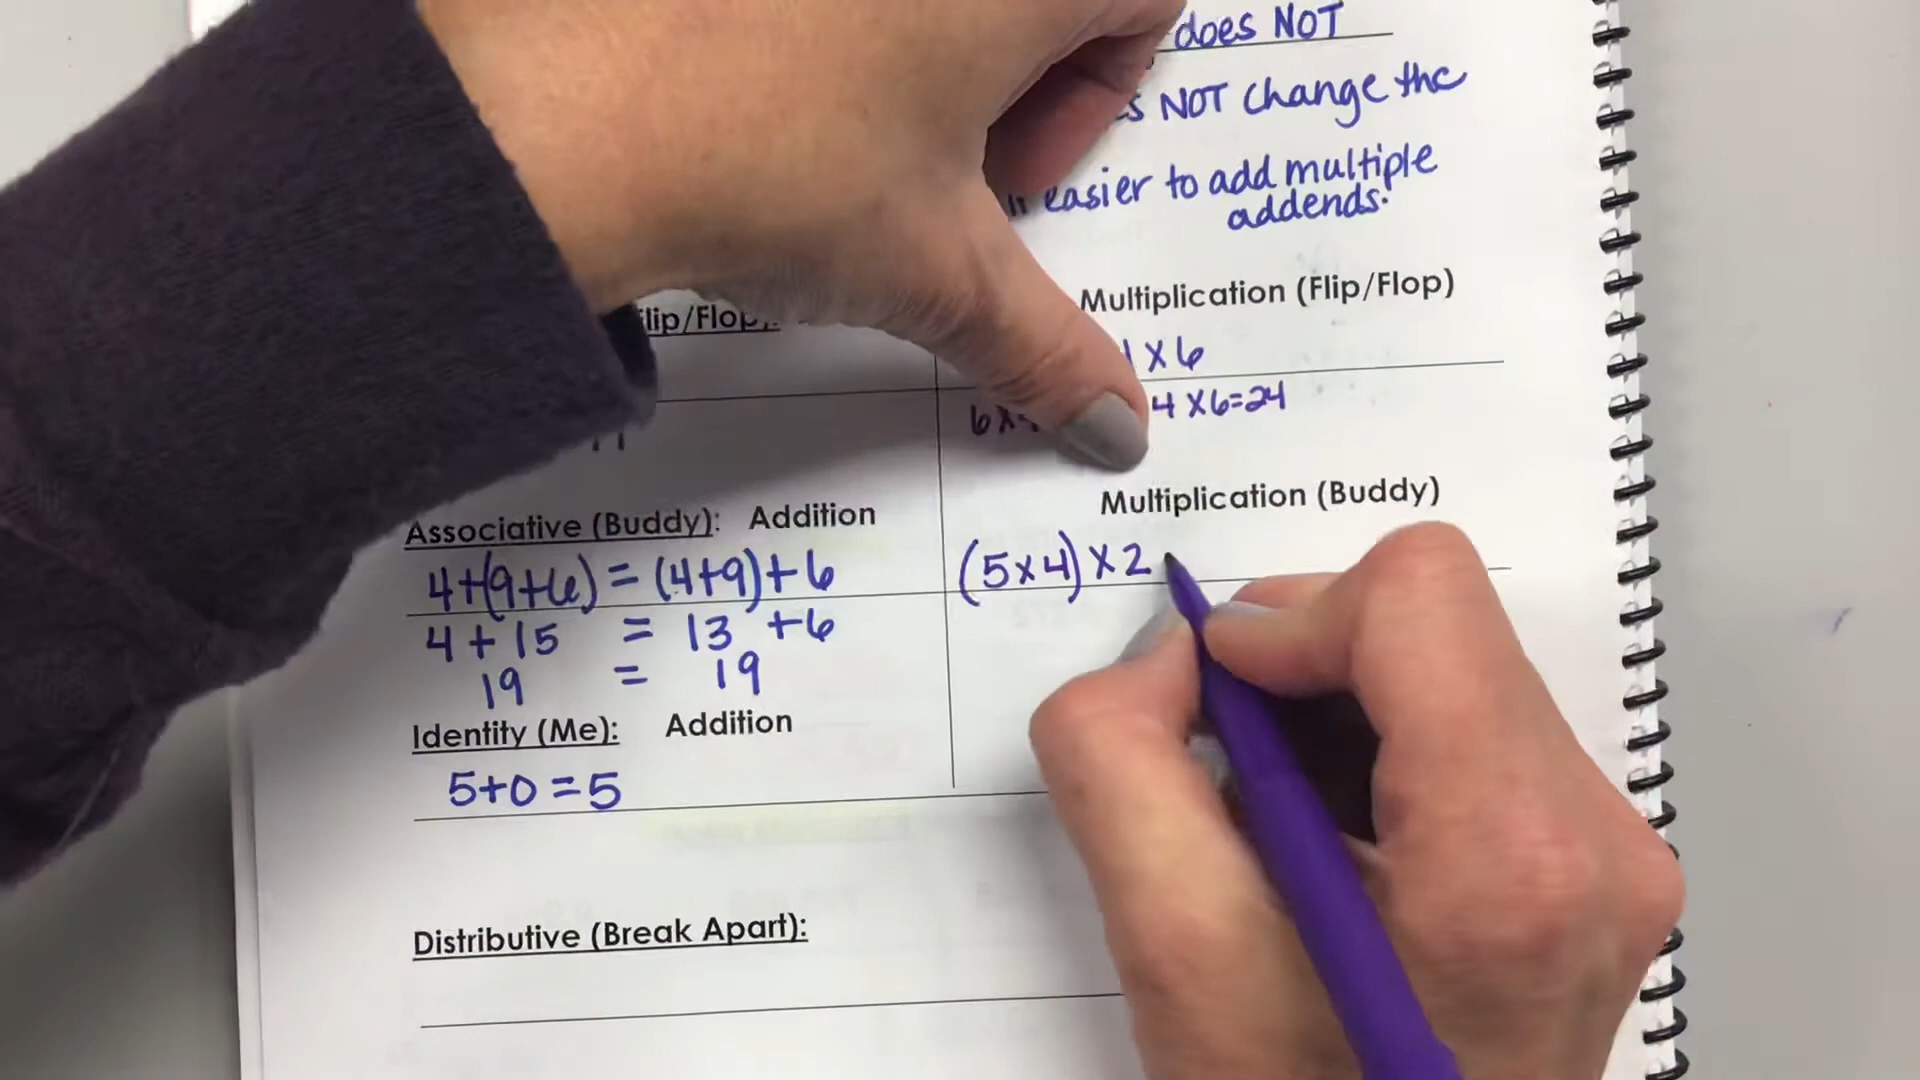 does NOT
NOT change the
easier to add multiple
addends.
Multiplication (Flip/Flop)
X 6
4 X 6=24
Multiplication (Buddy)
Associative (Buddy): Addition
4+(9+6) = (4+9)+6
(5x4) X 2
4 + 15 = 13 +6
19 = 19
Identity (Me): Addition
5+0=5
Distributive (Break Apart):